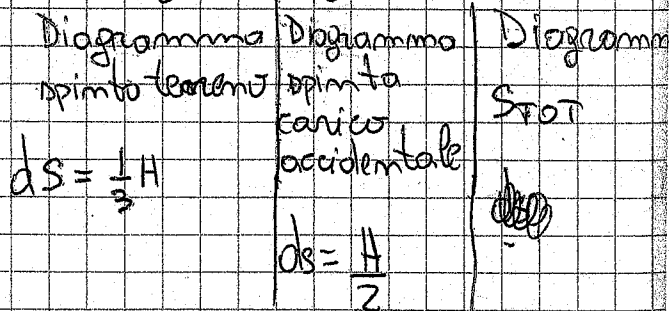 Diagramma
spinta terreno
dS = 1/3 H
Diagramma
spinta
carico
accidentale
ds = H/2
Diagramm
STOT